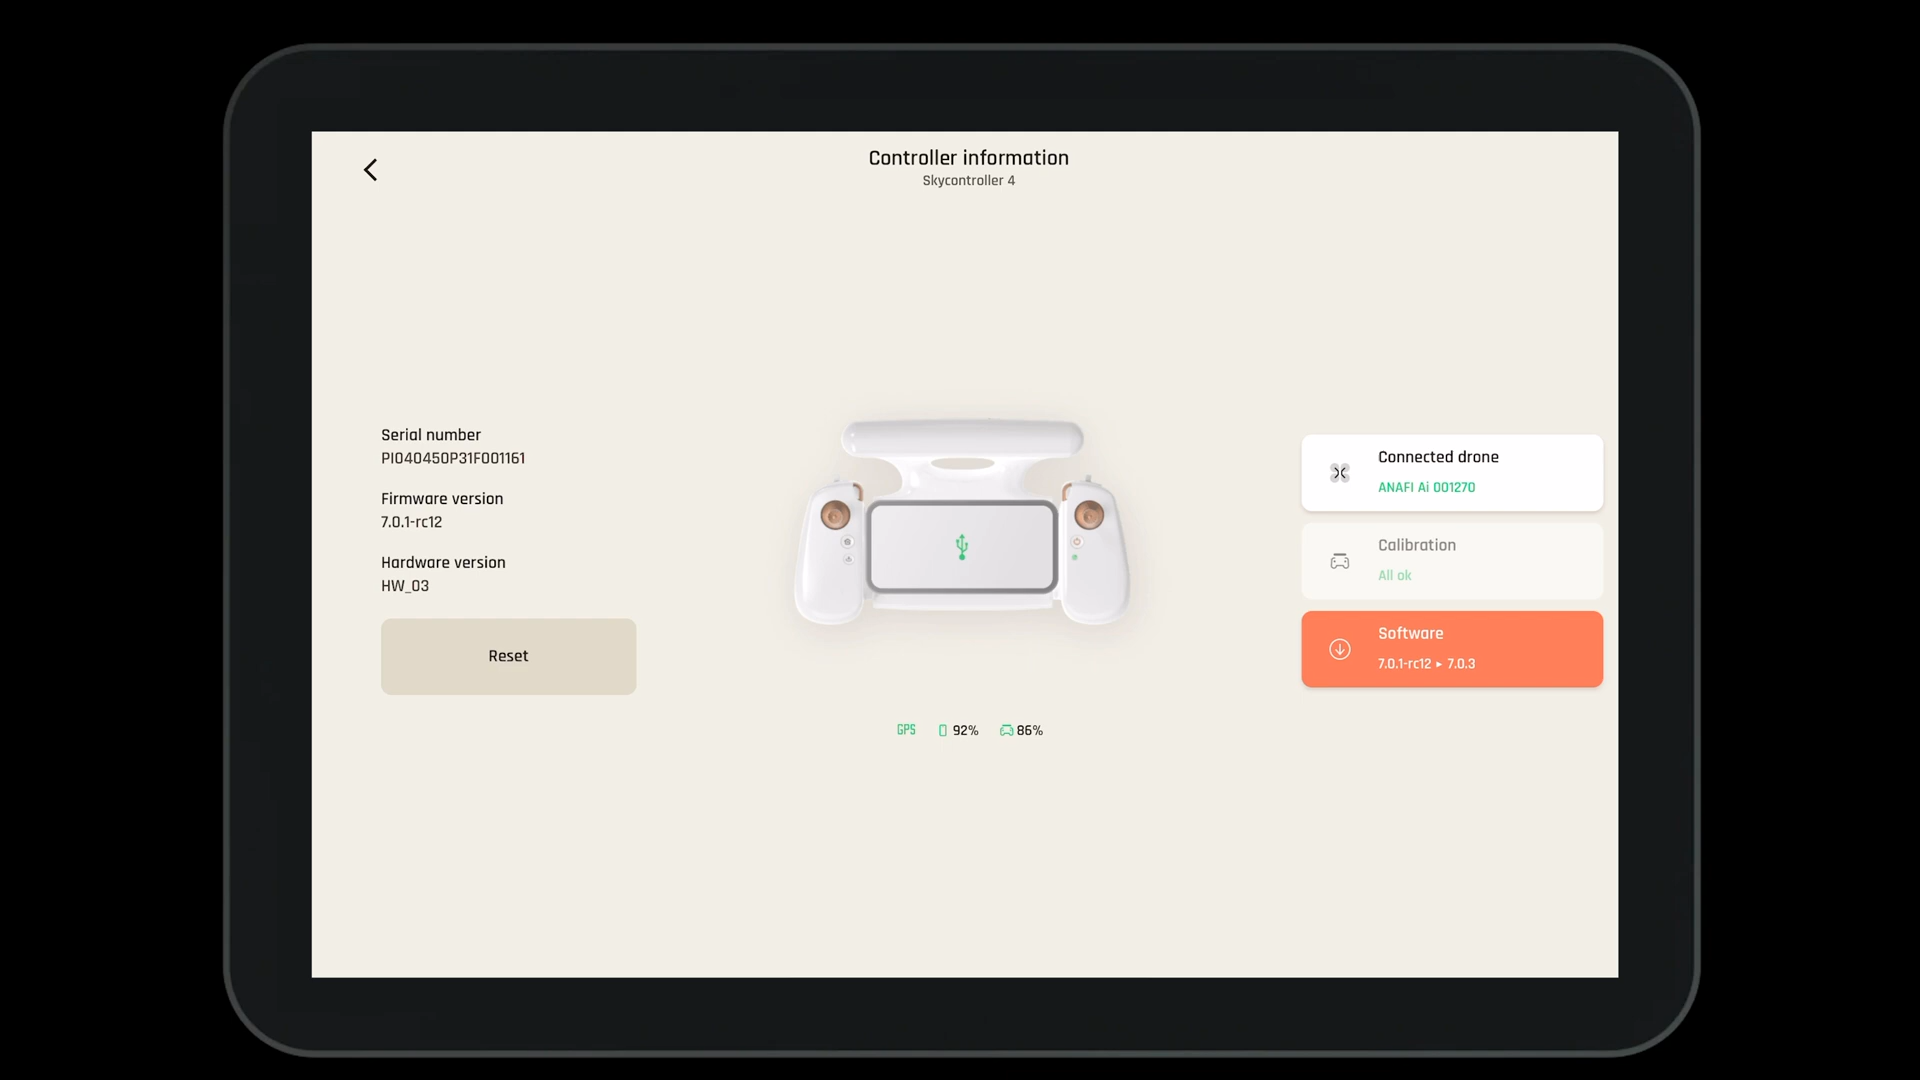 Controller information
Skycontroller 4
Serial number
PI040450P31F001161
Firmware version
7.0.1-rc12
Hardware version
HW_03
Reset
GPS 92% 86%
Connected drone
ANAFI Ai 001270
Calibration
All ok
Software
7.0.1-rc12 ▸ 7.0.3